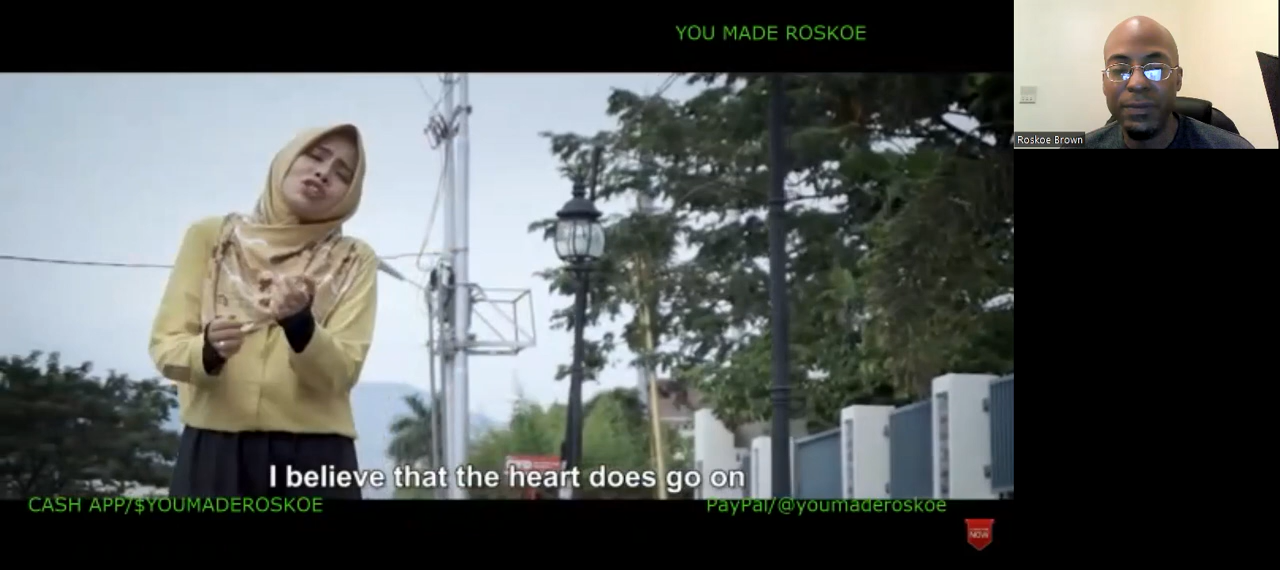 YOU MADE ROSKOE
Roskoe Brown
I believe that the heart does go on
CASH APP/$YOUMADEROSKOE
PayPal/@youmaderoskoe
NOW